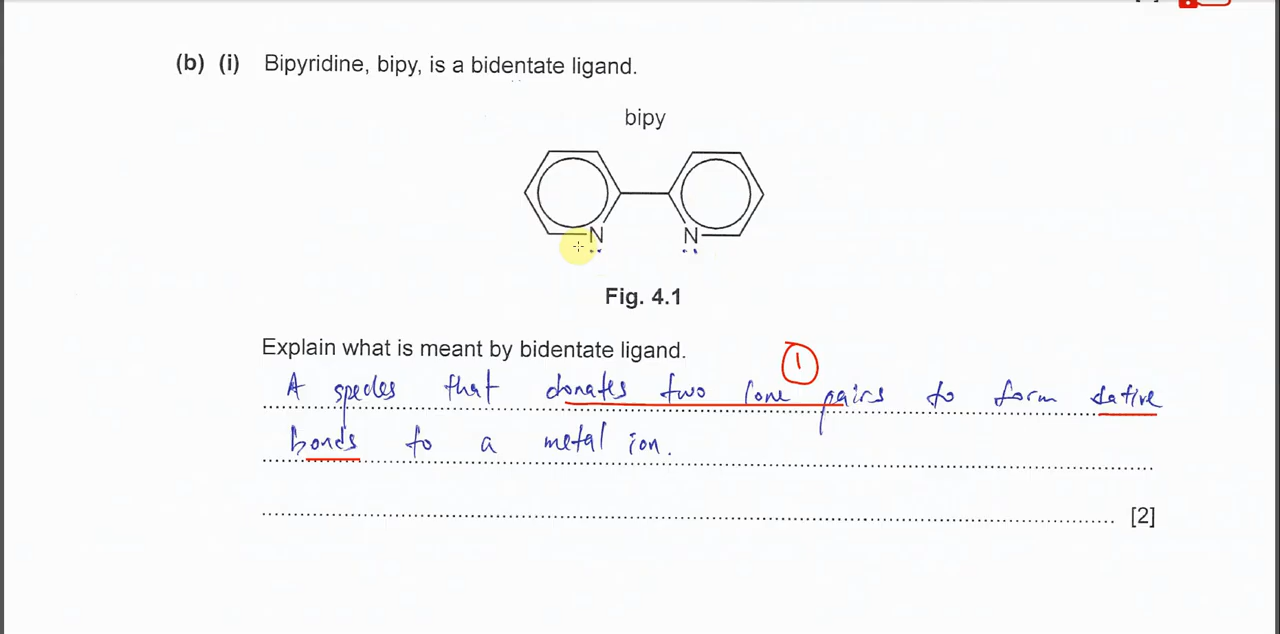 (b) (i) Bipyridine, bipy, is a bidentate ligand.
bipy
N N
Fig. 4.1
Explain what is meant by bidentate ligand.
1
A species that donates two lone pairs to form dative
bonds to a metal ion.
[2]